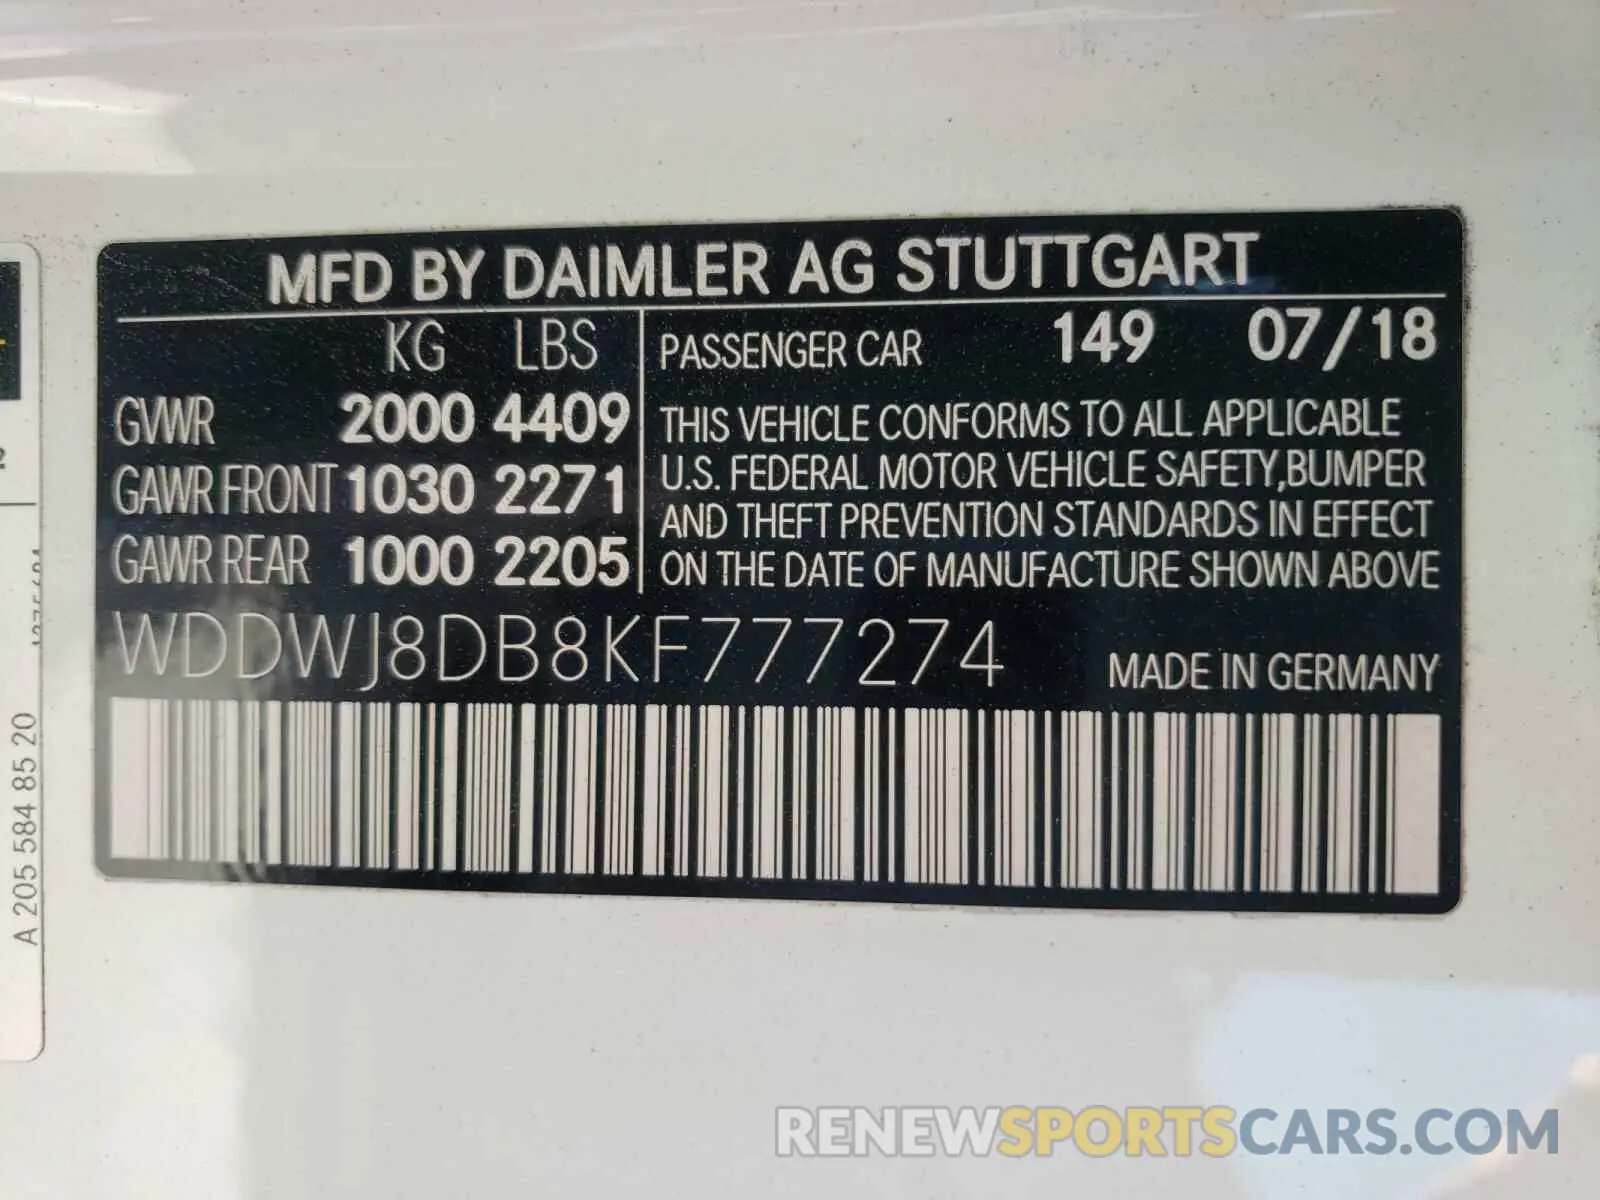 MFD BY DAIMLER AG STUTTGART
KG LBS
GVWR 2000 4409
GAWR FRONT 1030 2271
GAWR REAR 1000 2205
PASSENGER CAR 149 07/18
THIS VEHICLE CONFORMS TO ALL APPLICABLE
U.S. FEDERAL MOTOR VEHICLE SAFETY,BUMPER
AND THEFT PREVENTION STANDARDS IN EFFECT
ON THE DATE OF MANUFACTURE SHOWN ABOVE
WDDWJ8DB8KF777274
MADE IN GERMANY
A 205 584 85 20
RENEWSPORTSCARS.COM